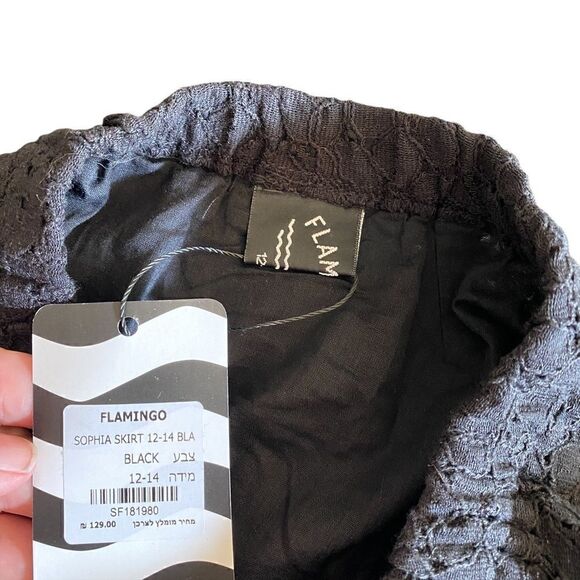 FLAM
12
FLAMINGO
SOPHIA SKIRT 12-14 BLA
צבע BLACK
מידה 12-14
SF181980
מחיר מומלץ לצרכן 129.00 ₪